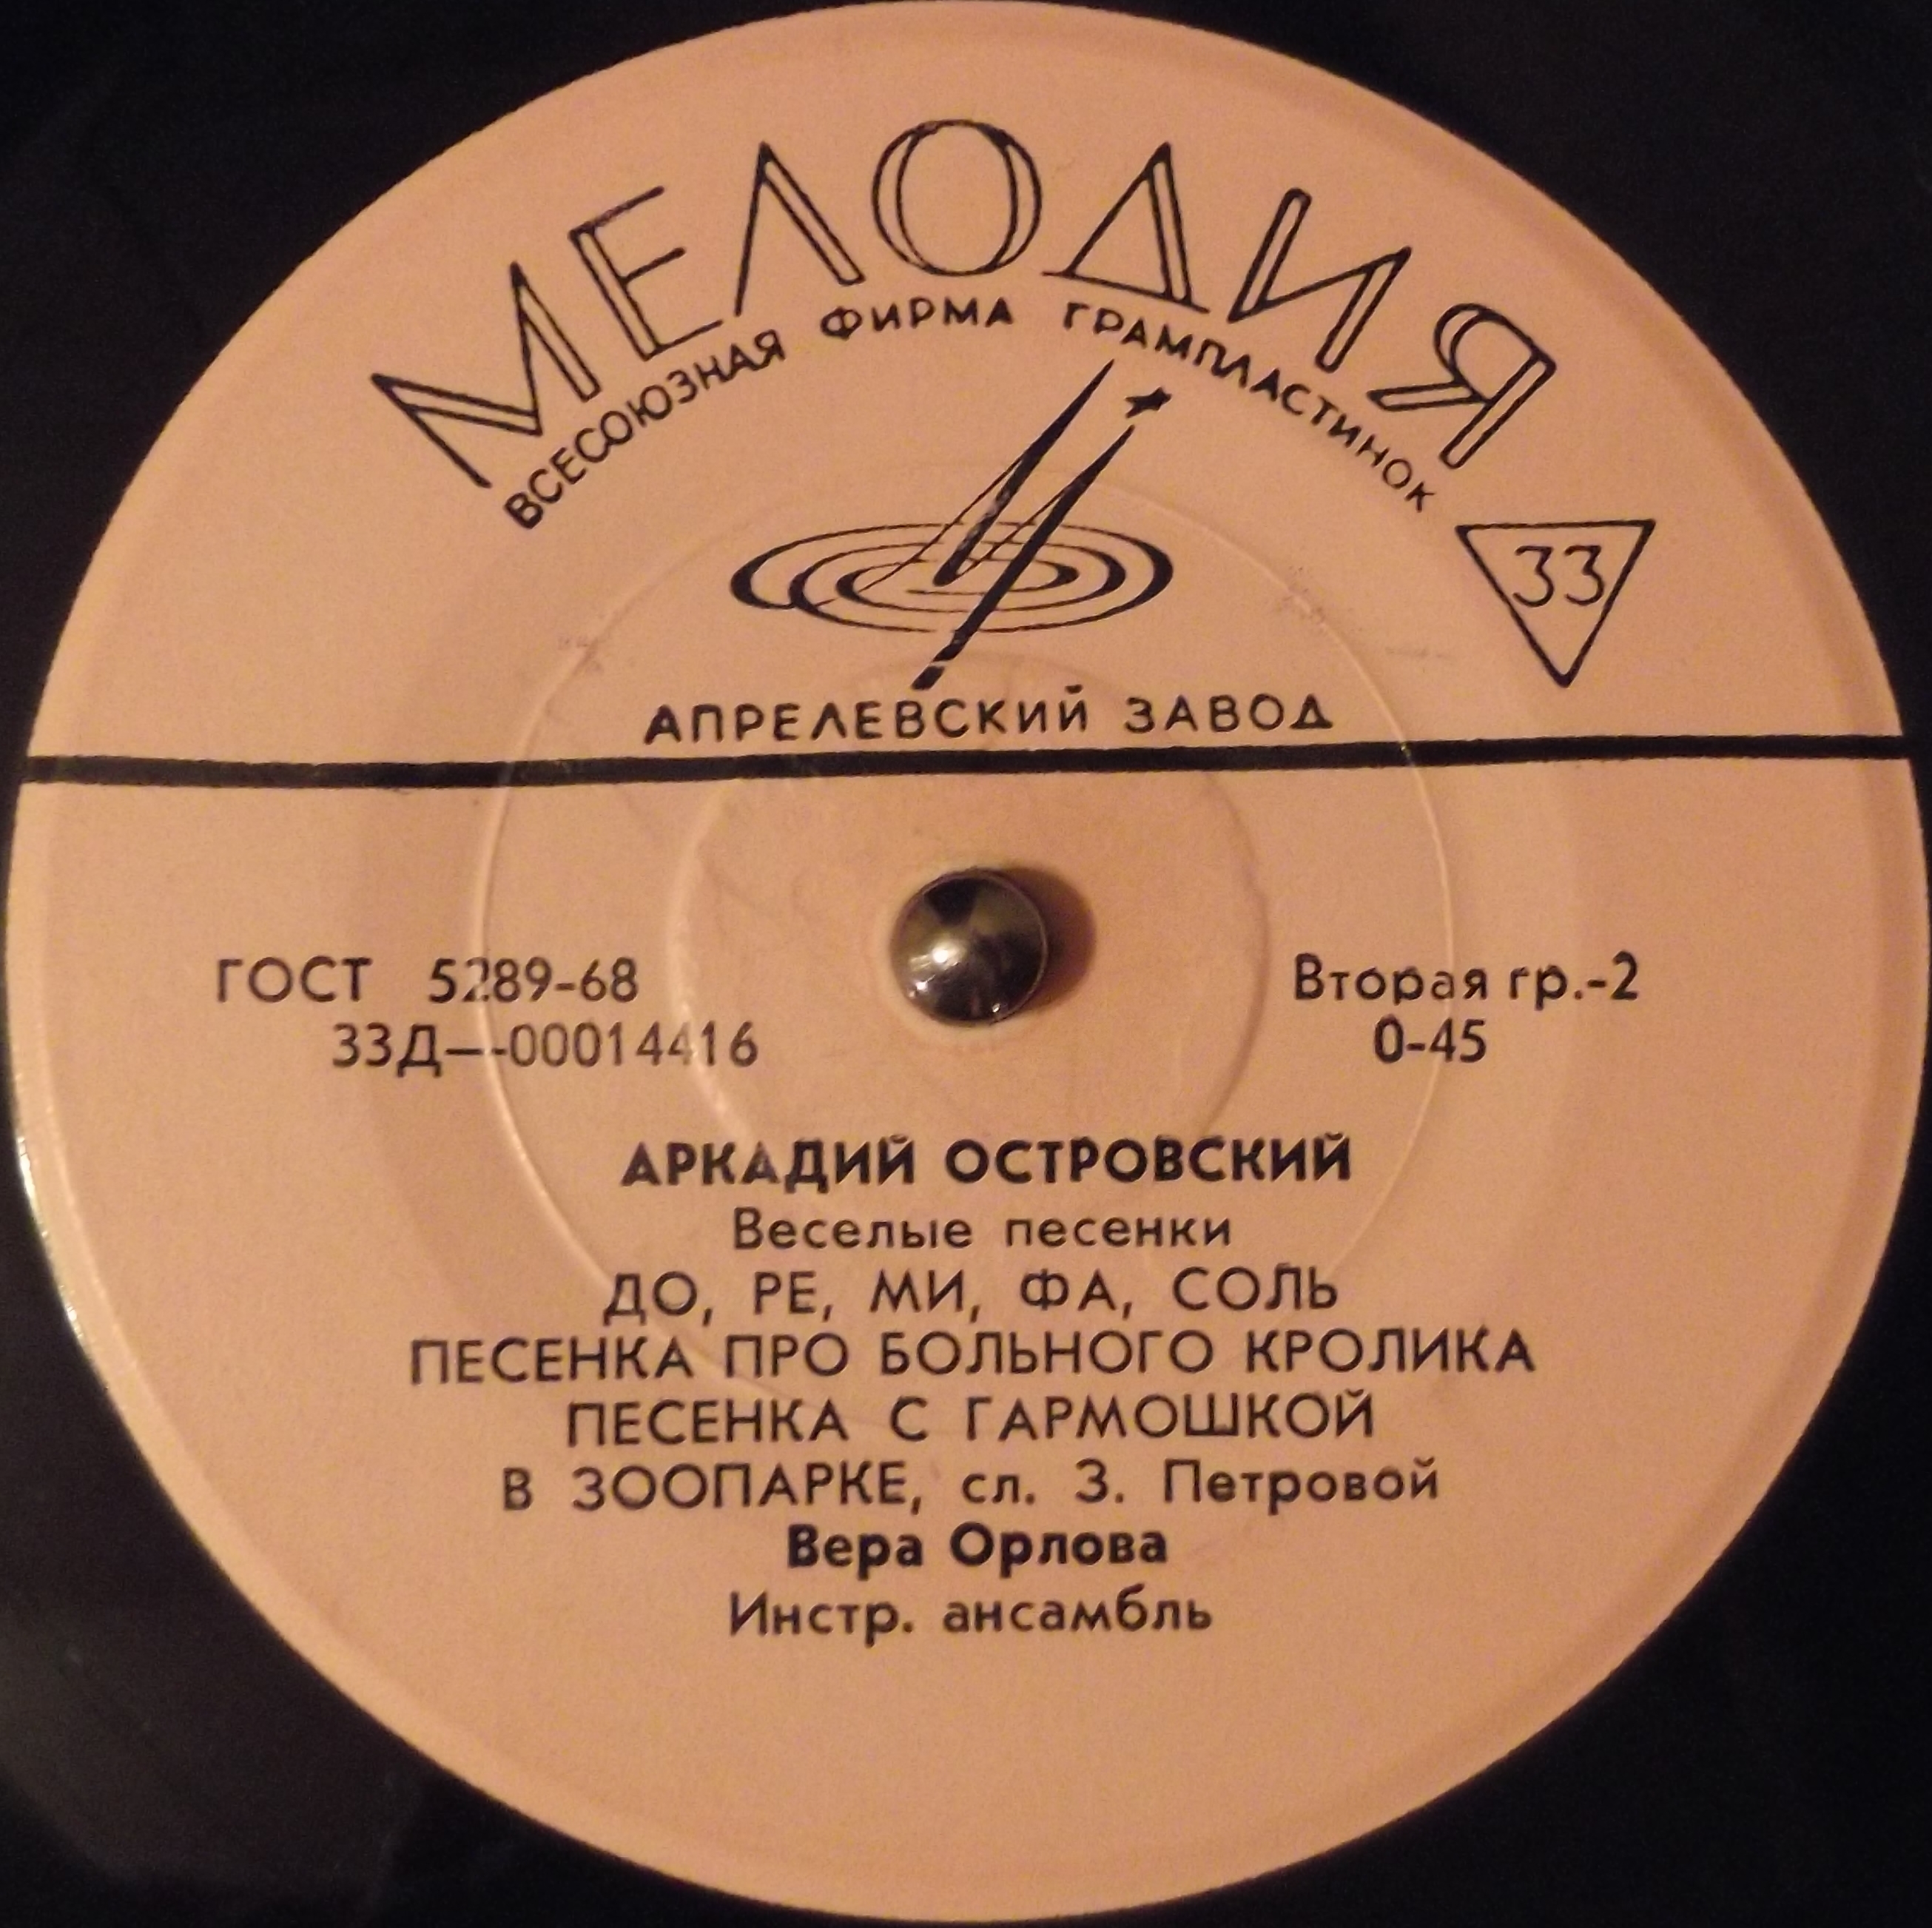 МЕЛОДИЯ
ВСЕСОЮЗНАЯ ФИРМА ГРАМПЛАСТИНОК
33
АПРЕЛЕВСКИЙ ЗАВОД
ГОСТ 5289-68
33Д—00014416
Вторая гр.-2
0-45
АРКАДИЙ ОСТРОВСКИЙ
Веселые песенки
ДО, РЕ, МИ, ФА, СОЛЬ
ПЕСЕНКА ПРО БОЛЬНОГО КРОЛИКА
ПЕСЕНКА С ГАРМОШКОЙ
В ЗООПАРКЕ, сл. З. Петровой
Вера Орлова
Инстр. ансамбль